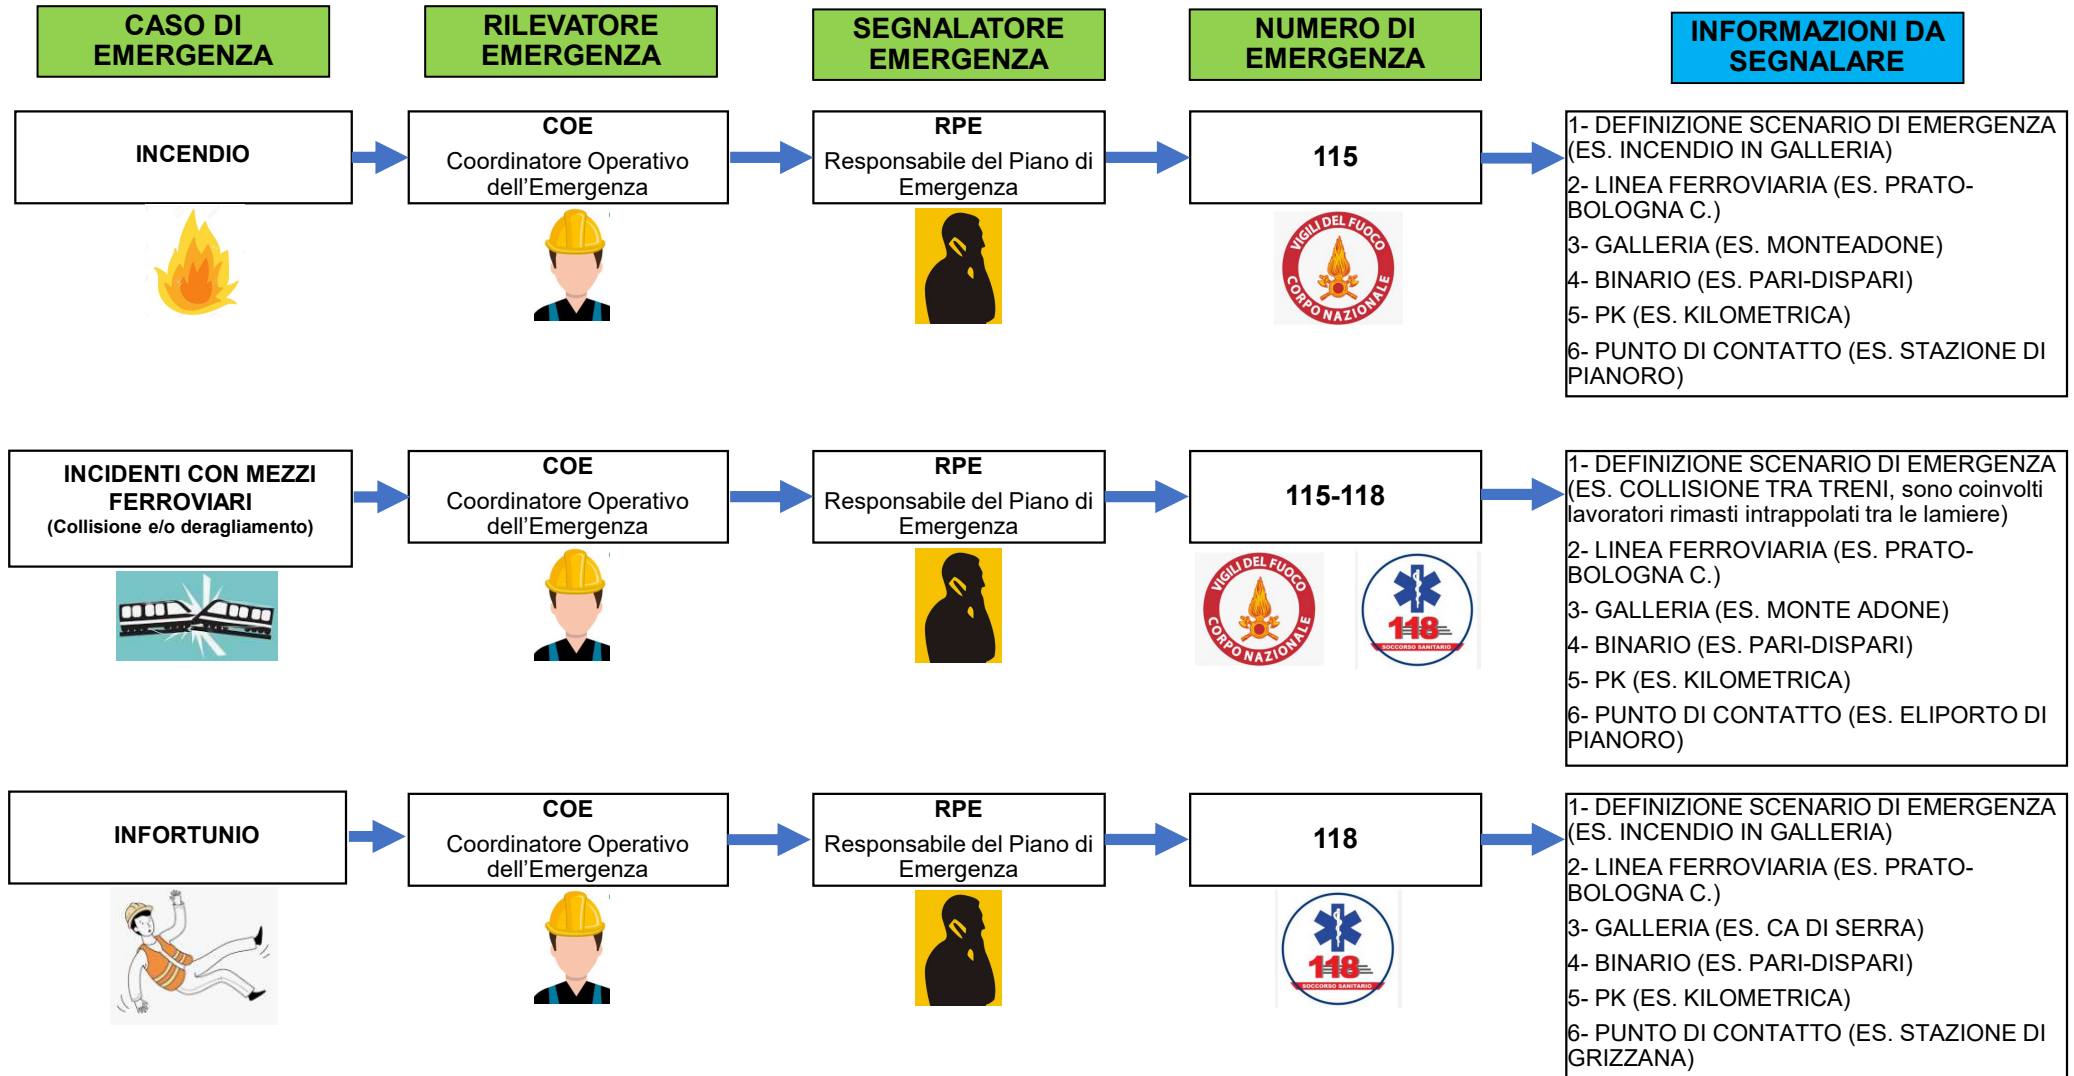 CASO DI
EMERGENZA
RILEVATORE
EMERGENZA
SEGNALATORE
EMERGENZA
NUMERO DI
EMERGENZA
INFORMAZIONI DA
SEGNALARE
INCENDIO
COE
Coordinatore Operativo
dell'Emergenza
RPE
Responsabile del Piano di
Emergenza
115
VIGILI DEL FUOCO
CORPO NAZIONALE
1- DEFINIZIONE SCENARIO DI EMERGENZA
(ES. INCENDIO IN GALLERIA)
2- LINEA FERROVIARIA (ES. PRATO-
BOLOGNA C.)
3- GALLERIA (ES. MONTEADONE)
4- BINARIO (ES. PARI-DISPARI)
5- PK (ES. KILOMETRICA)
6- PUNTO DI CONTATTO (ES. STAZIONE DI
PIANORO)
INCIDENTI CON MEZZI
FERROVIARI
(Collisione e/o deragliamento)
COE
Coordinatore Operativo
dell'Emergenza
RPE
Responsabile del Piano di
Emergenza
115-118
VIGILI DEL FUOCO
CORPO NAZIONALE
118
SOCCORSO SANITARIO
1- DEFINIZIONE SCENARIO DI EMERGENZA
(ES. COLLISIONE TRA TRENI, sono coinvolti
lavoratori rimasti intrappolati tra le lamiere)
2- LINEA FERROVIARIA (ES. PRATO-
BOLOGNA C.)
3- GALLERIA (ES. MONTE ADONE)
4- BINARIO (ES. PARI-DISPARI)
5- PK (ES. KILOMETRICA)
6- PUNTO DI CONTATTO (ES. ELIPORTO DI
PIANORO)
INFORTUNIO
COE
Coordinatore Operativo
dell'Emergenza
RPE
Responsabile del Piano di
Emergenza
118
118
SOCCORSO SANITARIO
1- DEFINIZIONE SCENARIO DI EMERGENZA
(ES. INCENDIO IN GALLERIA)
2- LINEA FERROVIARIA (ES. PRATO-
BOLOGNA C.)
3- GALLERIA (ES. CA DI SERRA)
4- BINARIO (ES. PARI-DISPARI)
5- PK (ES. KILOMETRICA)
6- PUNTO DI CONTATTO (ES. STAZIONE DI
GRIZZANA)